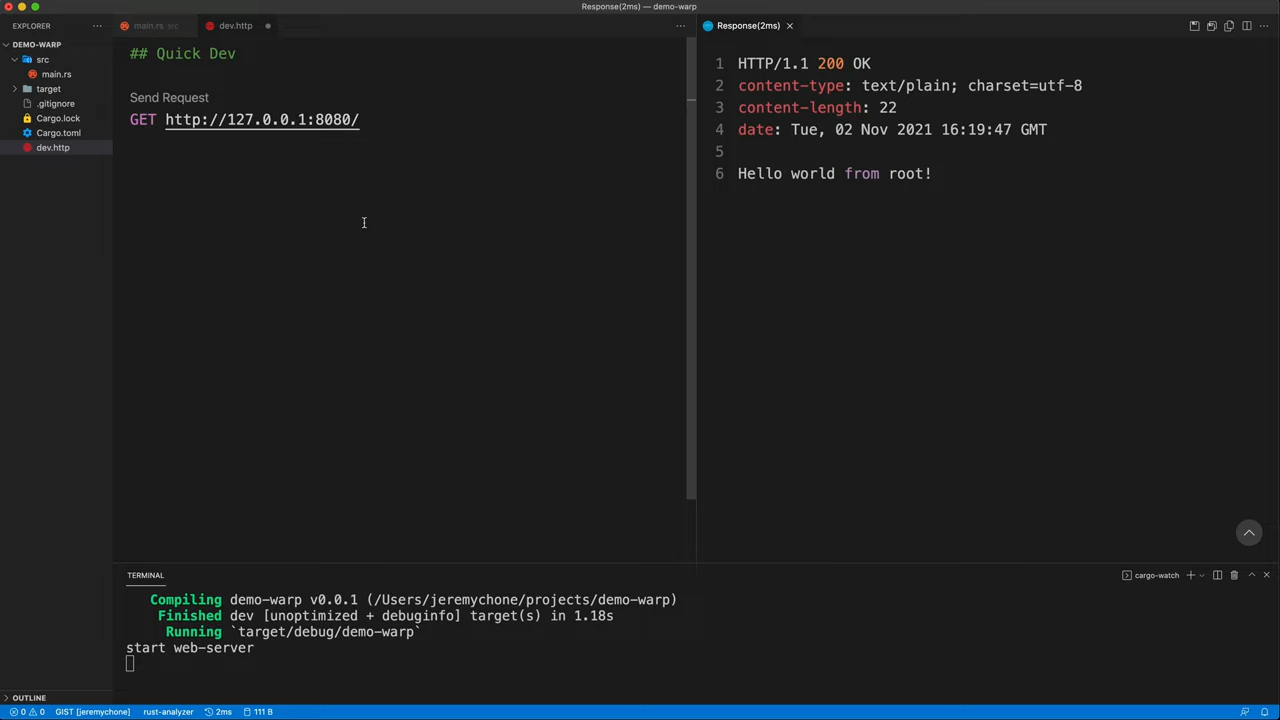 Response(2ms) — demo-warp
EXPLORER
DEMO-WARP
src
main.rs
target
.gitignore
Cargo.lock
Cargo.toml
dev.http
OUTLINE
main.rs src
dev.http
## Quick Dev
Send Request
GET http://127.0.0.1:8080/
Response(2ms)
1 HTTP/1.1 200 OK
2 content-type: text/plain; charset=utf-8
3 content-length: 22
4 date: Tue, 02 Nov 2021 16:19:47 GMT
5
6 Hello world from root!
TERMINAL
cargo-watch
Compiling demo-warp v0.0.1 (/Users/jeremychone/projects/demo-warp)
Finished dev [unoptimized + debuginfo] target(s) in 1.18s
Running `target/debug/demo-warp`
start web-server
0 0 GIST [jeremychone] rust-analyzer 2ms 111 B